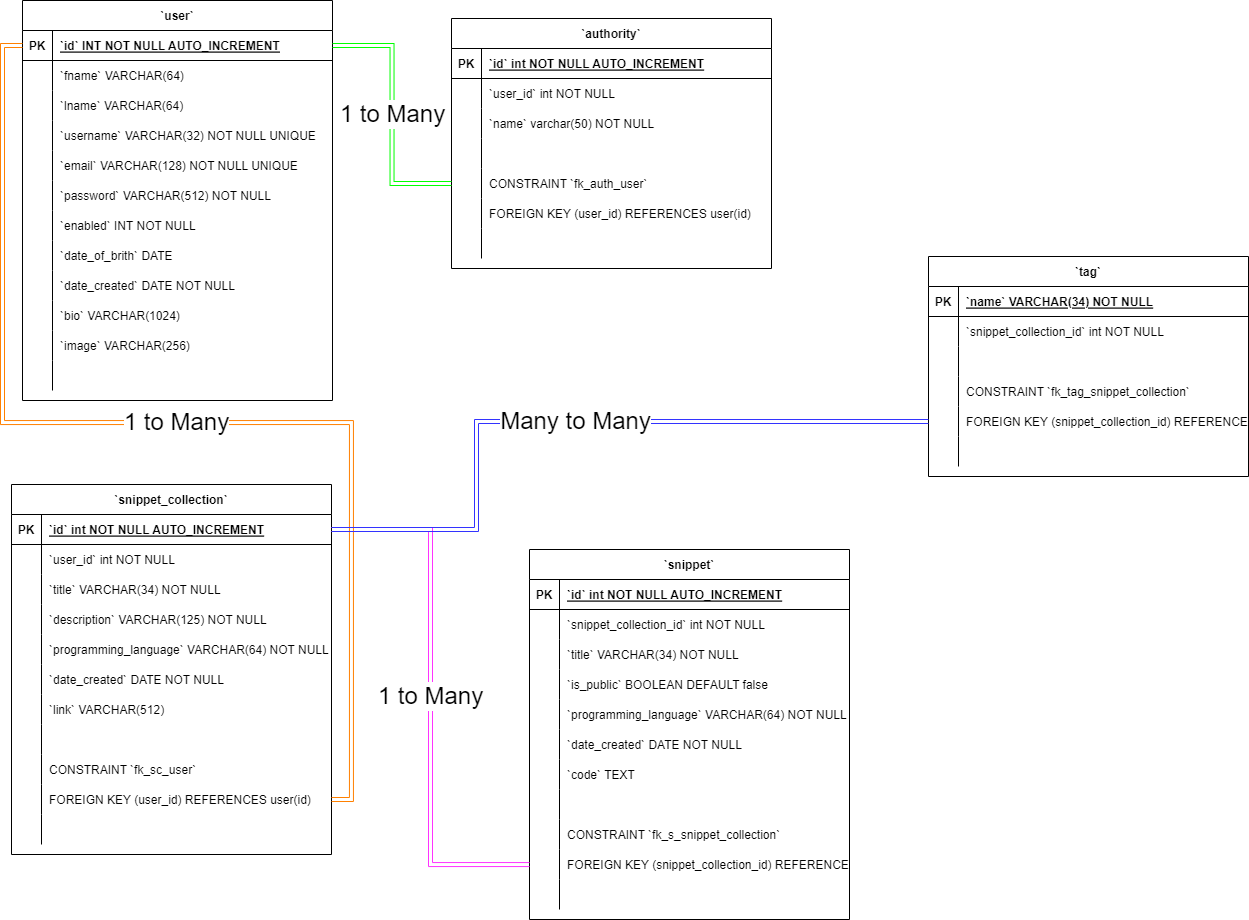 `user`
PK
`id` INT NOT NULL AUTO_INCREMENT
`fname` VARCHAR(64)
`lname` VARCHAR(64)
`username` VARCHAR(32) NOT NULL UNIQUE
`email` VARCHAR(128) NOT NULL UNIQUE
`password` VARCHAR(512) NOT NULL
`enabled` INT NOT NULL
`date_of_brith` DATE
`date_created` DATE NOT NULL
`bio` VARCHAR(1024)
`image` VARCHAR(256)
1 to Many
`authority`
PK
`id` int NOT NULL AUTO_INCREMENT
`user_id` int NOT NULL
`name` varchar(50) NOT NULL
CONSTRAINT `fk_auth_user`
FOREIGN KEY (user_id) REFERENCES user(id)
`tag`
PK
`name` VARCHAR(34) NOT NULL
`snippet_collection_id` int NOT NULL
CONSTRAINT `fk_tag_snippet_collection`
FOREIGN KEY (snippet_collection_id) REFERENCE
1 to Many
Many to Many
`snippet_collection`
PK
`id` int NOT NULL AUTO_INCREMENT
`user_id` int NOT NULL
`title` VARCHAR(34) NOT NULL
`description` VARCHAR(125) NOT NULL
`programming_language` VARCHAR(64) NOT NULL
`date_created` DATE NOT NULL
`link` VARCHAR(512)
CONSTRAINT `fk_sc_user`
FOREIGN KEY (user_id) REFERENCES user(id)
1 to Many
`snippet`
PK
`id` int NOT NULL AUTO_INCREMENT
`snippet_collection_id` int NOT NULL
`title` VARCHAR(34) NOT NULL
`is_public` BOOLEAN DEFAULT false
`programming_language` VARCHAR(64) NOT NULL
`date_created` DATE NOT NULL
`code` TEXT
CONSTRAINT `fk_s_snippet_collection`
FOREIGN KEY (snippet_collection_id) REFERENCE